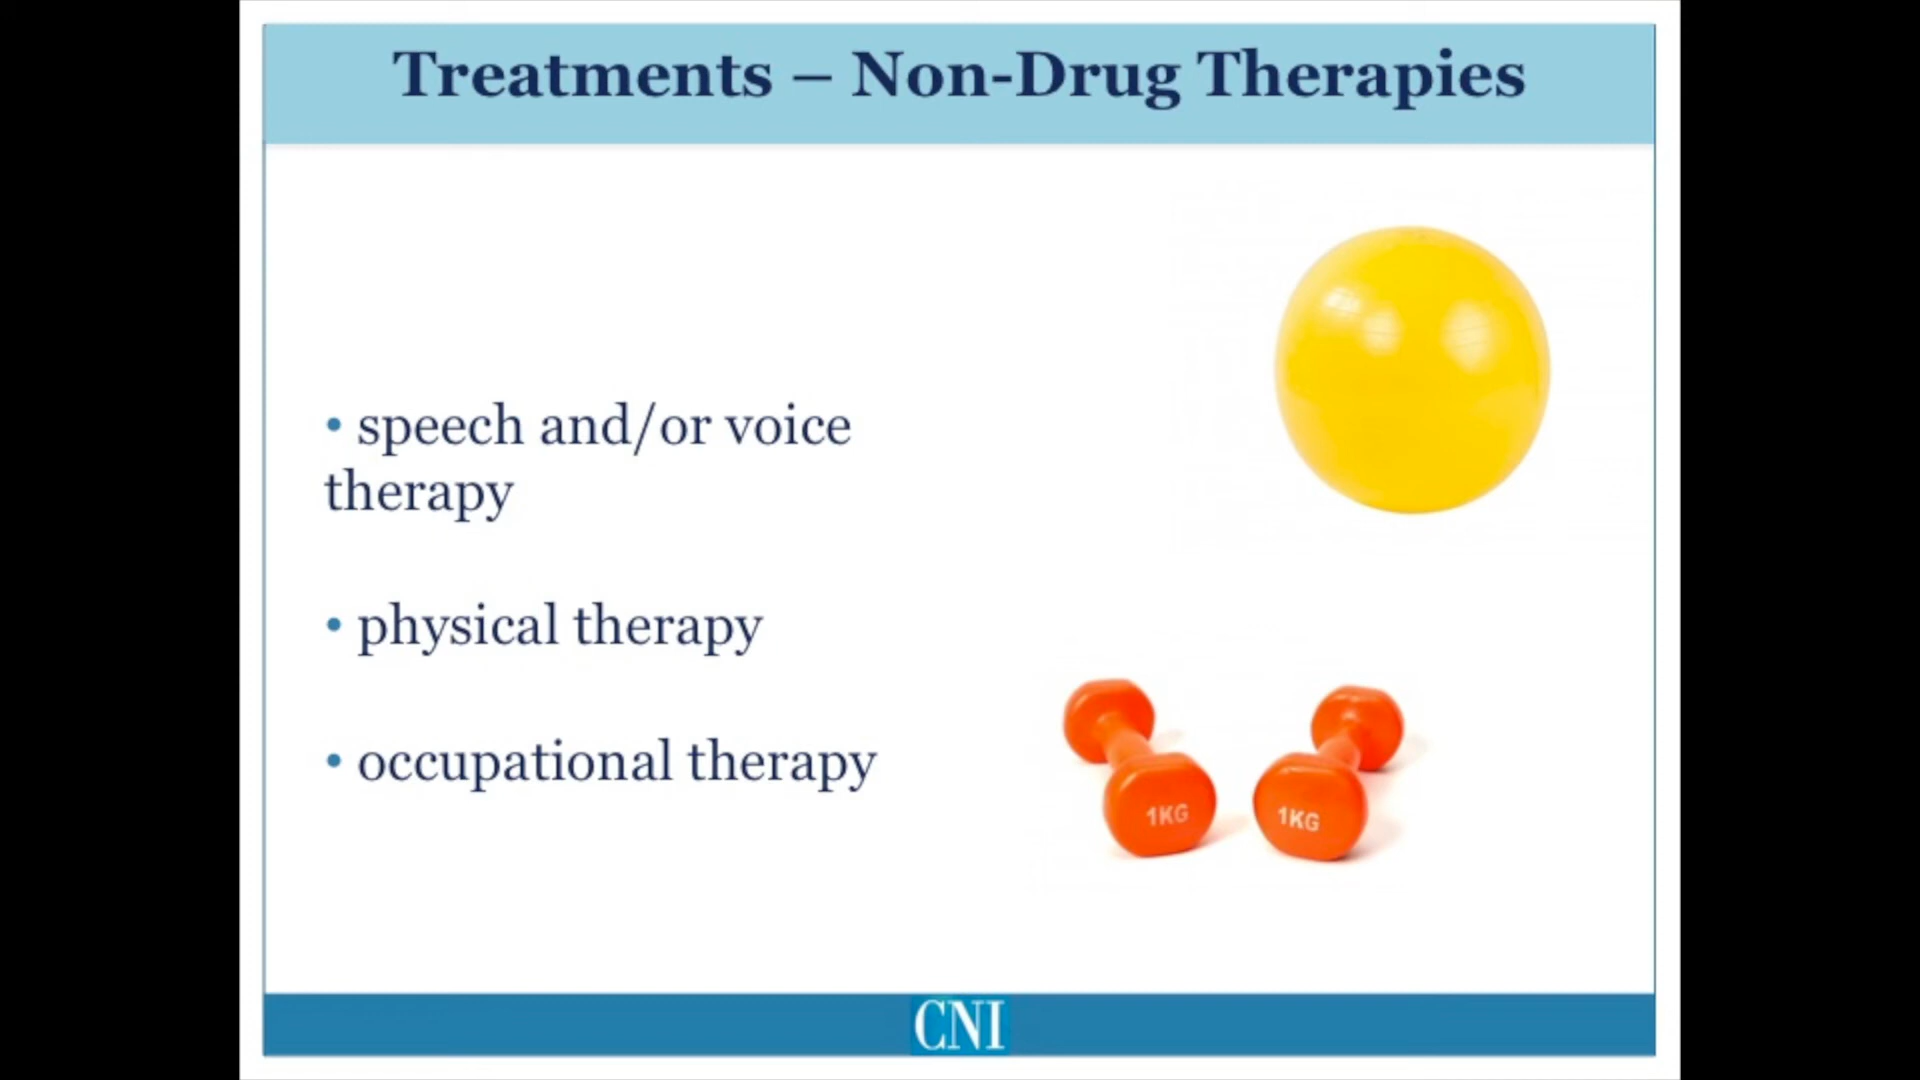 Treatments – Non-Drug Therapies
• speech and/or voice
therapy
• physical therapy
• occupational therapy
1KG
1KG
CNI